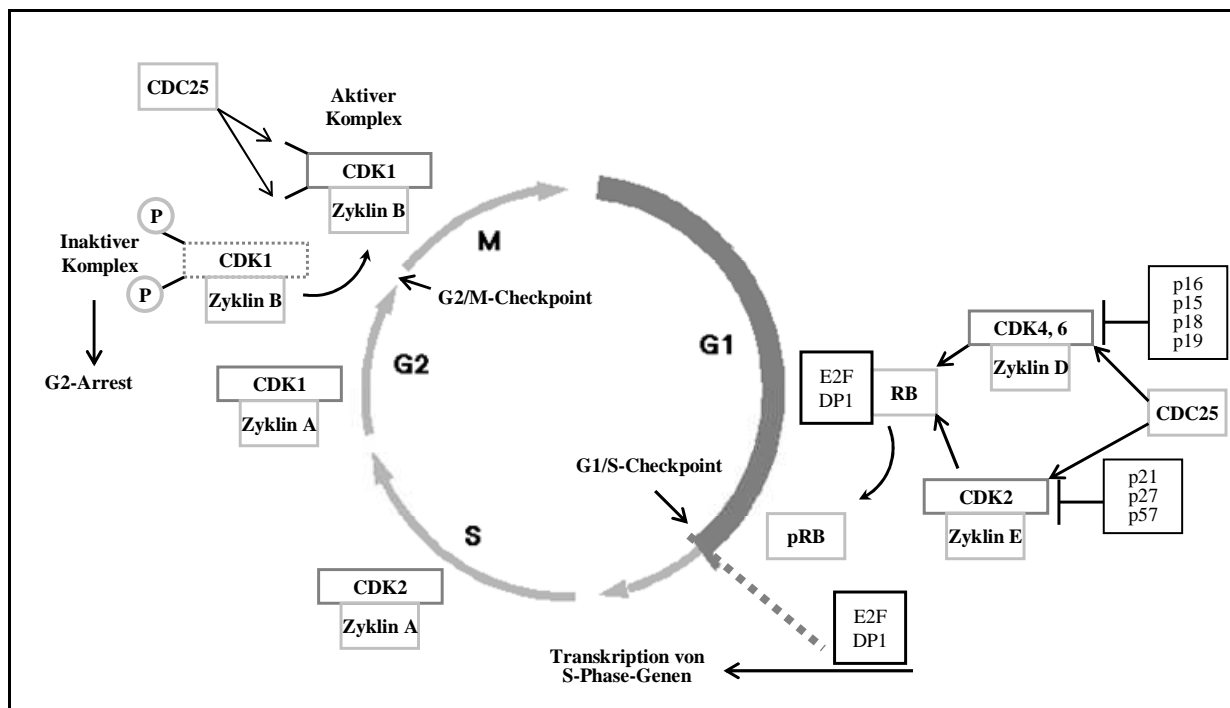 CDC25
Aktiver
Komplex
CDK1
Zyklin B
P
Inaktiver
Komplex
CDK1
P
Zyklin B
G2-Arrest
M
G2/M-Checkpoint
G2
CDK1
Zyklin A
S
CDK2
Zyklin A
G1
G1/S-Checkpoint
E2F
DP1
RB
pRB
CDK4, 6
Zyklin D
p16
p15
p18
p19
CDC25
CDK2
Zyklin E
p21
p27
p57
E2F
DP1
Transkription von
S-Phase-Genen